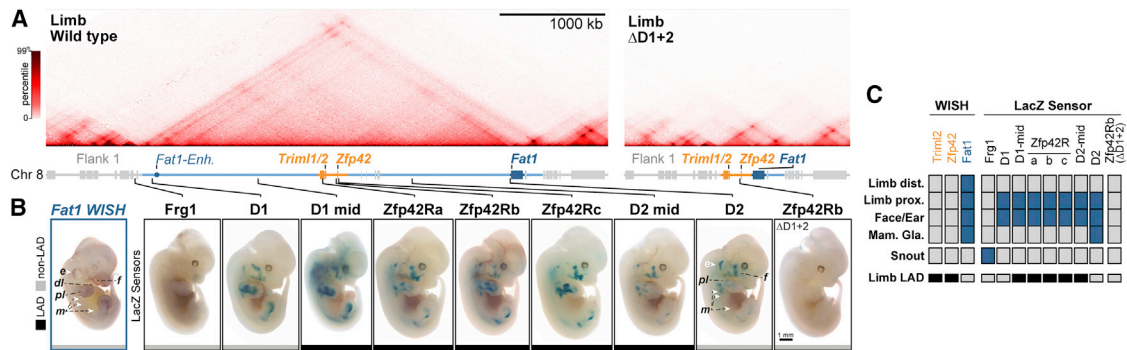 A
Limb
Wild type
1000 kb
Limb
ΔD1+2
99%
percentile
0
Flank 1
Fat1-Enh.
Triml1/2
Zfp42
Fat1
Flank 1
Triml1/2
Zfp42
Fat1
Chr 8
B
Fat1 WISH
Frg1
D1
D1 mid
Zfp42Ra
Zfp42Rb
Zfp42Rc
D2 mid
D2
Zfp42Rb
ΔD1+2
LAD
non-LAD
LacZ Sensors
e
dl
pl
m
f
e
pl
m
f
1 mm
C
WISH
LacZ Sensor
Triml2
Zfp42
Fat1
Frg1
D1
D1-mid
Zfp42R
a
b
c
D2-mid
D2
Zfp42Rb
(ΔD1+2)
Limb dist.
Limb prox.
Face/Ear
Mam. Gla.
Snout
Limb LAD